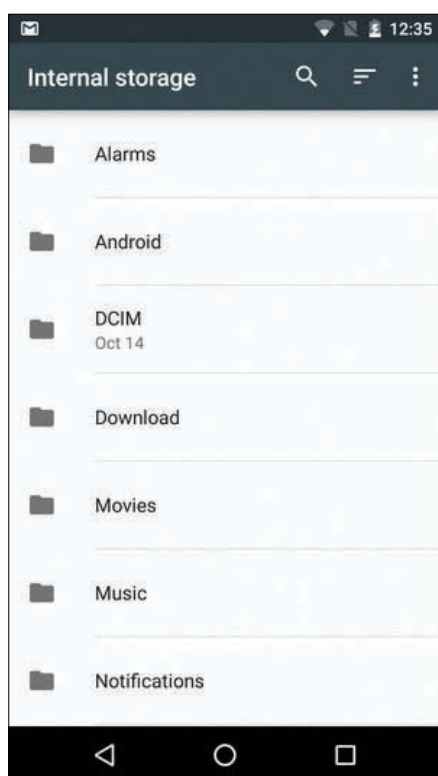 12:35
Internal storage
Alarms
Android
DCIM
Oct 14
Download
Movies
Music
Notifications